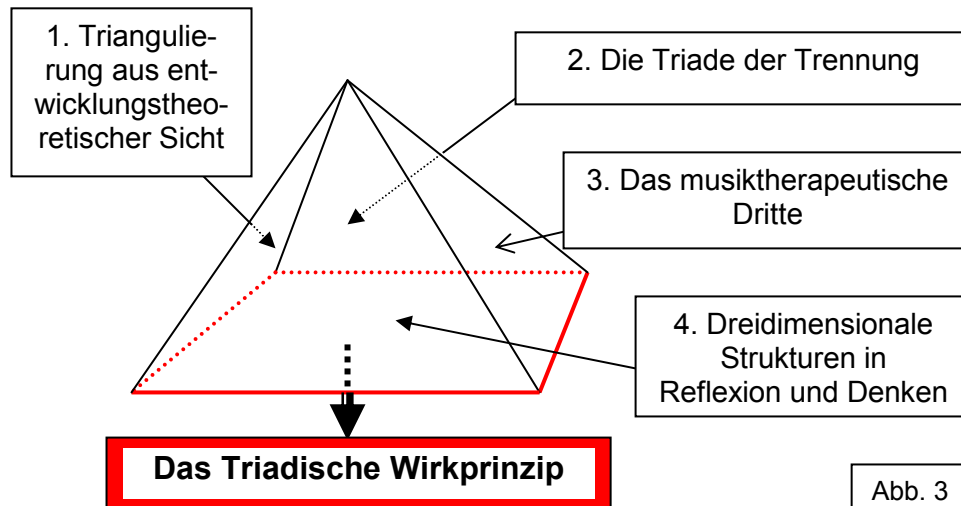 1. Triangulie-
rung aus ent-
wicklungstheo-
retischer Sicht
2. Die Triade der Trennung
3. Das musiktherapeutische
Dritte
4. Dreidimensionale
Strukturen in
Reflexion und Denken
Das Triadische Wirkprinzip
Abb. 3